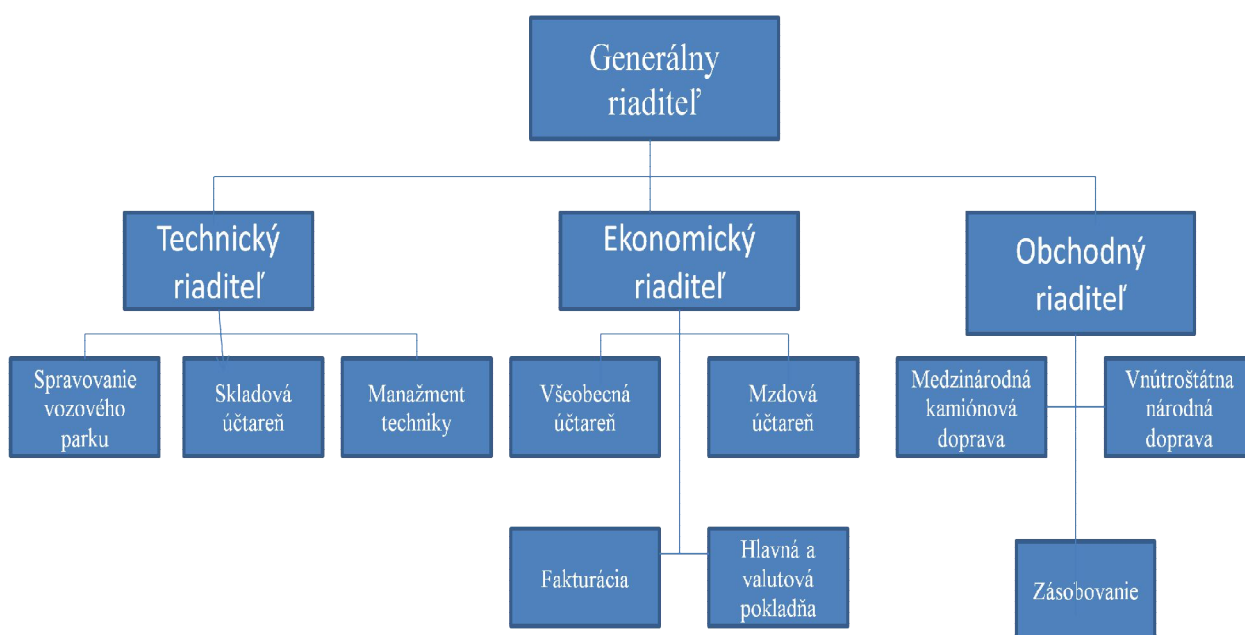 Generálny
riaditeľ
Technický
riaditeľ
Ekonomický
riaditeľ
Obchodný
riaditeľ
Spravovanie
vozového
parku
Skladová
účtareň
Manažment
techniky
Všeobecná
účtareň
Mzdová
účtareň
Medzinárodná
kamiónová
doprava
Vnútroštátna
národná
doprava
Fakturácia
Hlavná a
valutová
pokladňa
Zásobovanie